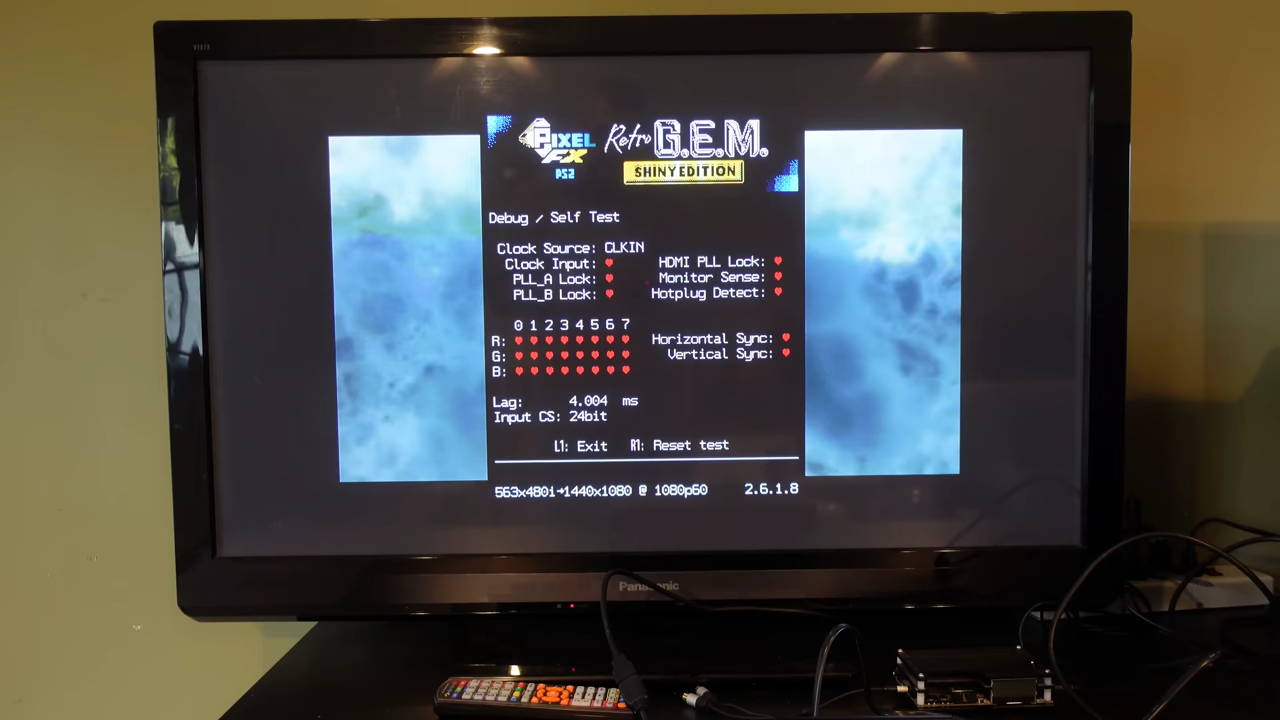 VIERA
PIXEL FX
PS2
Retro G.E.M.
SHINY EDITION
Debug / Self Test
Clock Source: CLKIN
Clock Input: ♥
PLL_A Lock: ♥
PLL_B Lock: ♥
HDMI PLL Lock: ♥
Monitor Sense: ♥
Hotplug Detect: ♥
0 1 2 3 4 5 6 7
R: ♥ ♥ ♥ ♥ ♥ ♥ ♥ ♥
G: ♥ ♥ ♥ ♥ ♥ ♥ ♥ ♥
B: ♥ ♥ ♥ ♥ ♥ ♥ ♥ ♥
Horizontal Sync: ♥
Vertical Sync: ♥
Lag: 4.004 ms
Input CS: 24bit
L1: Exit R1: Reset test
563x480i→1440x1080 @ 1080p60 2.6.1.8
Panasonic